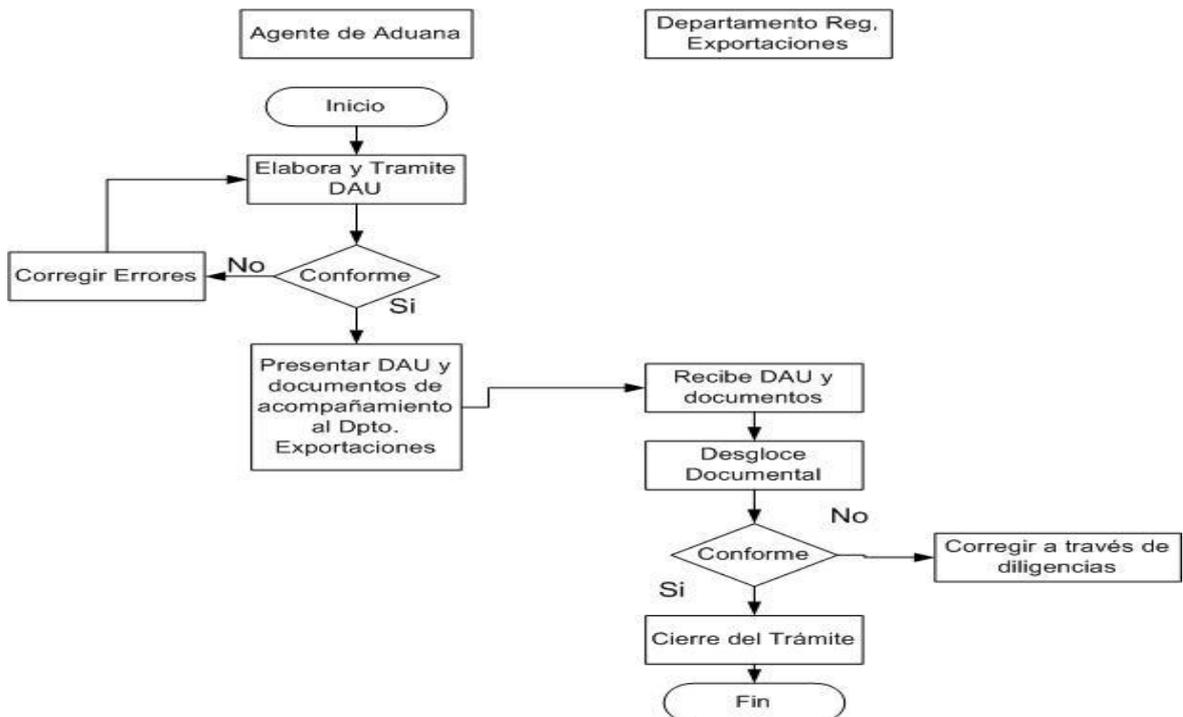 Agente de Aduana
Departamento Reg,
Exportaciones
Inicio
Elabora y Tramite
DAU
Corregir Errores
No
Conforme
Si
Presentar DAU y
documentos de
acompañamiento
al Dpto.
Exportaciones
Recibe DAU y
documentos
Desgloce
Documental
No
Conforme
Corregir a través de
diligencias
Si
Cierre del Trámite
Fin